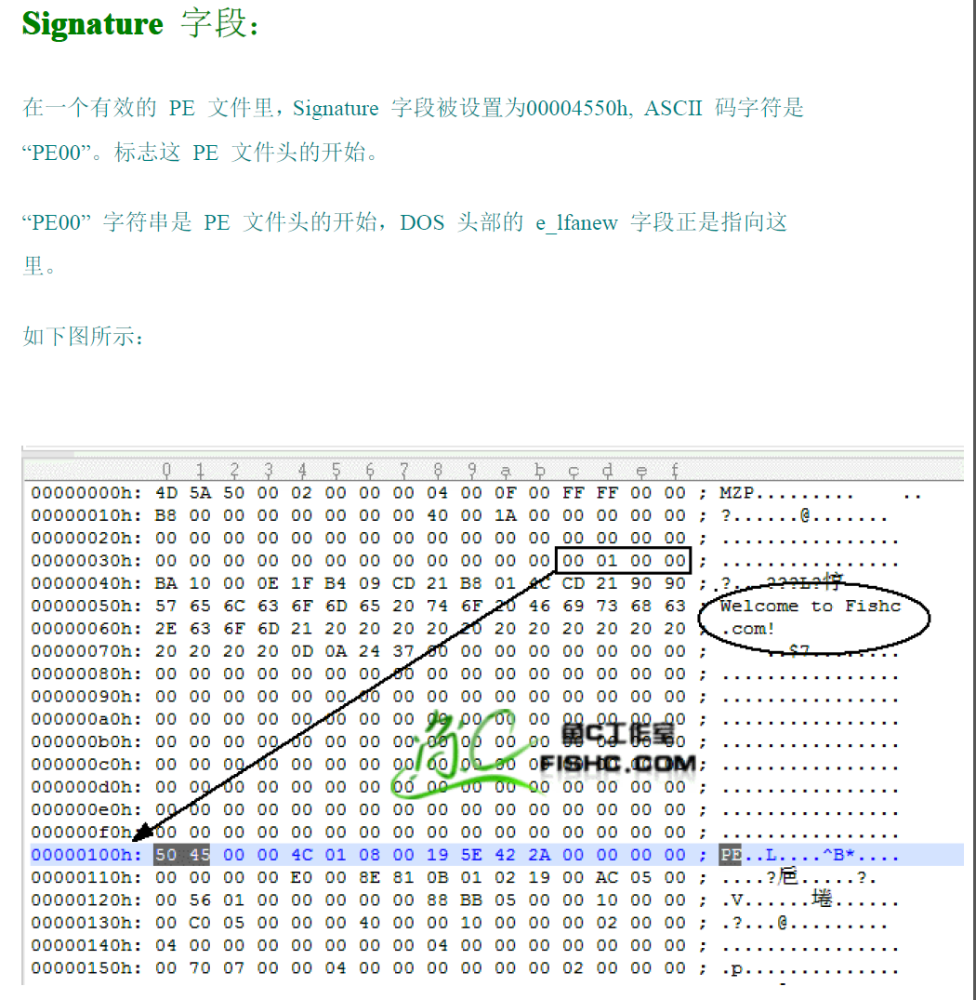 Signature 字段：
在一个有效的 PE 文件里，Signature 字段被设置为00004550h, ASCII 码字符是
“PE00”。标志这 PE 文件头的开始。
“PE00” 字符串是 PE 文件头的开始，DOS 头部的 e_lfanew 字段正是指向这
里。
如下图所示：
0 1 2 3 4 5 6 7 8 9 a b c d e f
00000000h: 4D 5A 50 00 02 00 00 00 04 00 0F 00 FF FF 00 00 ; MZP......... ..
00000010h: B8 00 00 00 00 00 00 00 40 00 1A 00 00 00 00 00 ; ?......@.......
00000020h: 00 00 00 00 00 00 00 00 00 00 00 00 00 00 00 00 ; ................
00000030h: 00 00 00 00 00 00 00 00 00 00 00 00 00 01 00 00 ; ................
00000040h: BA 10 00 0E 1F B4 09 CD 21 B8 01 4C CD 21 90 90 ; ?..???L?
00000050h: 57 65 6C 63 6F 6D 65 20 74 6F 20 46 69 73 68 63 ; Welcome to Fishc
00000060h: 2E 63 6F 6D 21 20 20 20 20 20 20 20 20 20 20 20 ; .com!
00000070h: 20 20 20 20 0D 0A 24 37 00 00 00 00 00 00 00 00 ; ..$7........
00000080h: 00 00 00 00 00 00 00 00 00 00 00 00 00 00 00 00 ; ................
00000090h: 00 00 00 00 00 00 00 00 00 00 00 00 00 00 00 00 ; ................
000000a0h: 00 00 00 00 00 00 00 00 00 00 00 00 00 00 00 00 ; ................
000000b0h: 00 00 00 00 00 00 00 00 00 00 00 00 00 00 00 00 ; ................
000000c0h: 00 00 00 00 00 00 00 00 00 00 00 00 00 00 00 00 ; ................
000000d0h: 00 00 00 00 00 00 00 00 00 00 00 00 00 00 00 00 ; ................
000000e0h: 00 00 00 00 00 00 00 00 00 00 00 00 00 00 00 00 ; ................
000000f0h: 00 00 00 00 00 00 00 00 00 00 00 00 00 00 00 00 ; ................
00000100h: 50 45 00 00 4C 01 08 00 19 5E 42 2A 00 00 00 00 ; PE..L....^B*....
00000110h: 00 00 00 00 E0 00 8E 81 0B 01 02 19 00 AC 05 00 ; ....?巵.....?.
00000120h: 00 56 01 00 00 00 00 00 88 BB 05 00 00 10 00 00 ; .V......埢......
00000130h: 00 C0 05 00 00 00 40 00 00 10 00 00 00 02 00 00 ; .?...@.........
00000140h: 04 00 00 00 00 00 00 00 04 00 00 00 00 00 00 00 ; ................
00000150h: 00 70 07 00 00 04 00 00 00 00 00 00 02 00 00 00 ; .p..............
鱼C工作室
FISHC.COM